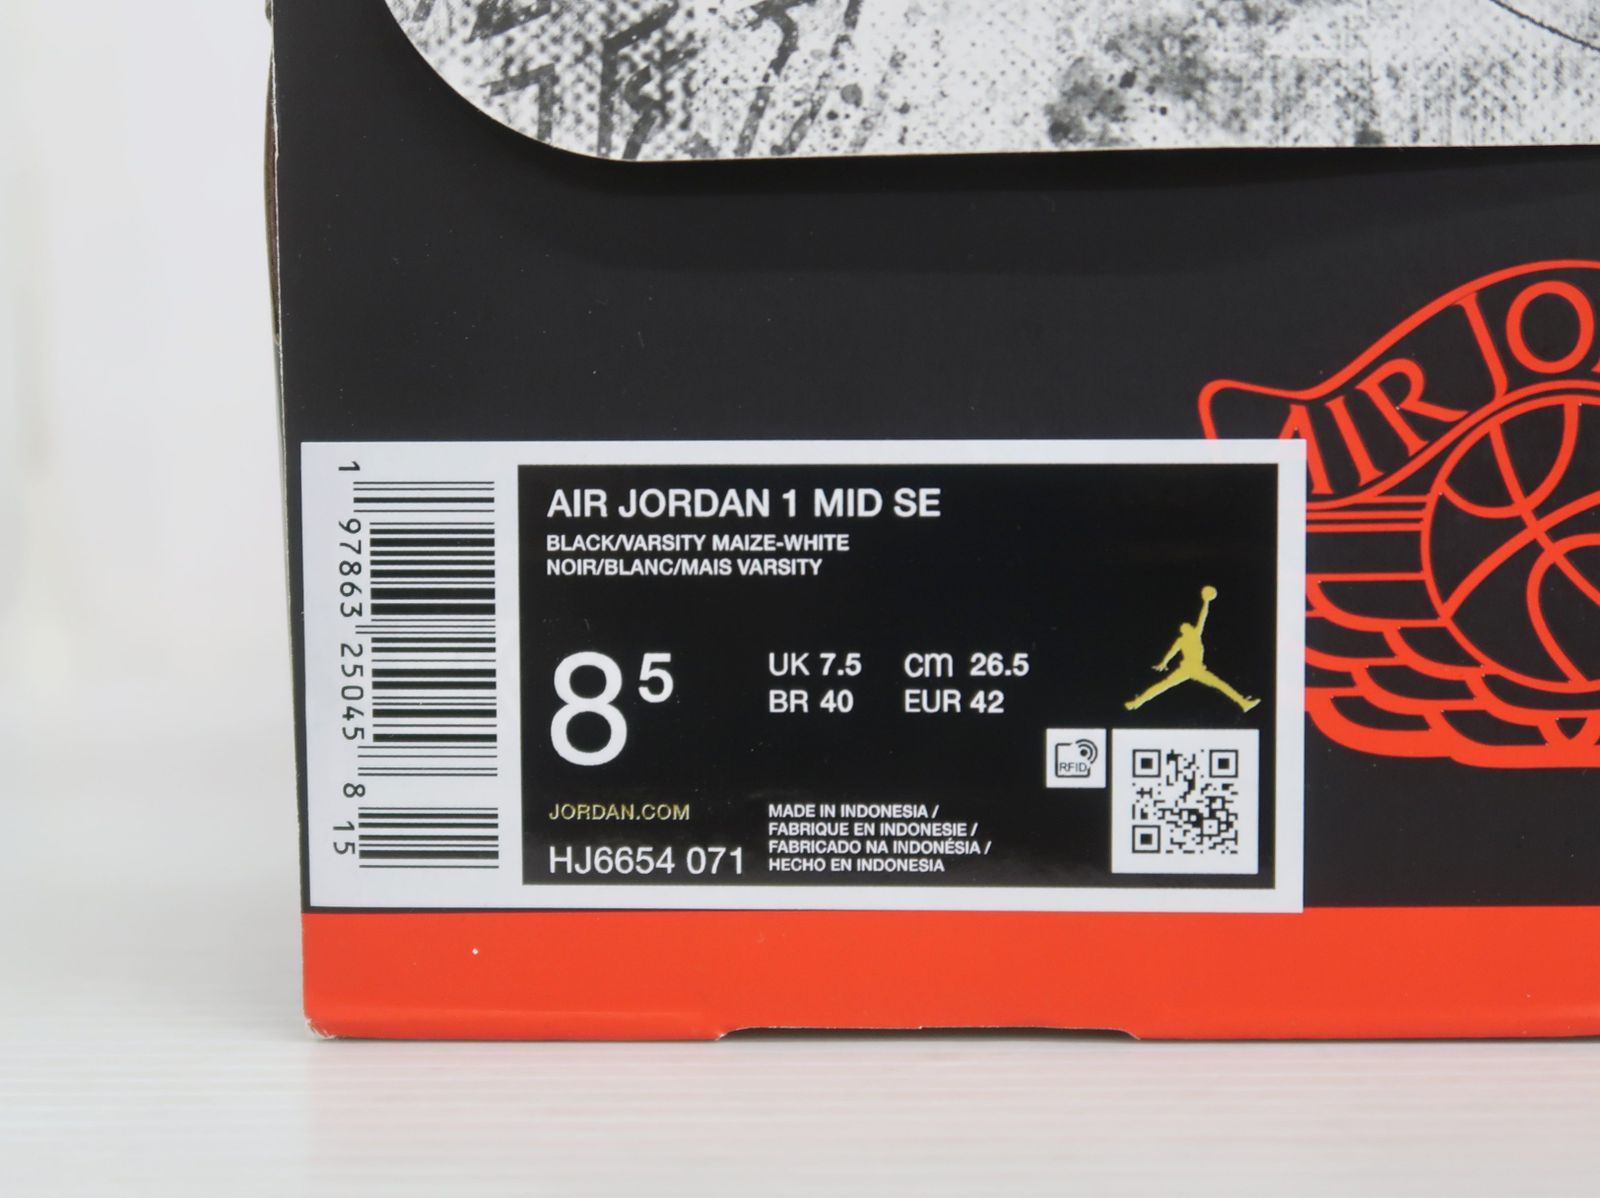 AIR JO
1 97863 25045 8 15
AIR JORDAN 1 MID SE
BLACK/VARSITY MAIZE-WHITE
NOIR/BLANC/MAIS VARSITY
8 5
UK 7.5 cm 26.5
BR 40 EUR 42
RFID
JORDAN.COM
HJ6654 071
MADE IN INDONESIA /
FABRIQUE EN INDONESIE /
FABRICADO NA INDONÉSIA /
HECHO EN INDONESIA